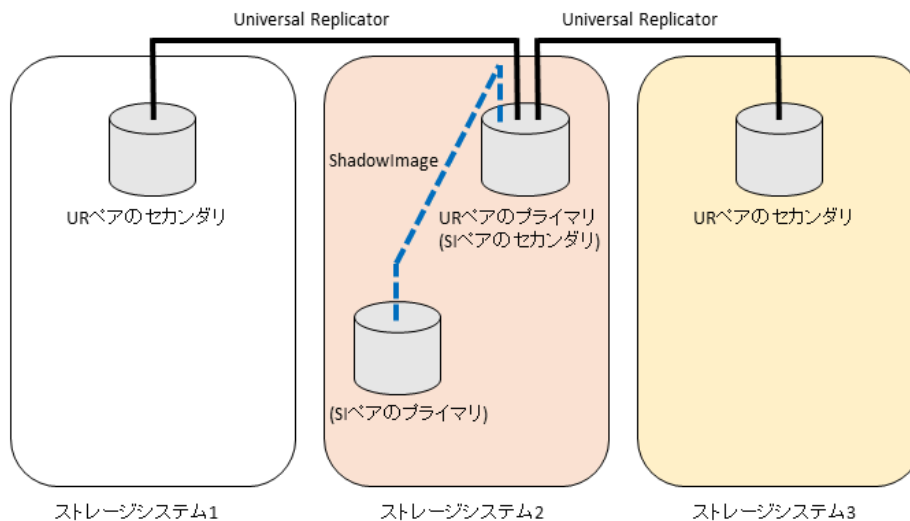 Universal Replicator
Universal Replicator
ShadowImage
URペアのセカンダリ
URペアのプライマリ
(SIペアのセカンダリ)
URペアのセカンダリ
(SIペアのプライマリ)
ストレージシステム1
ストレージシステム2
ストレージシステム3